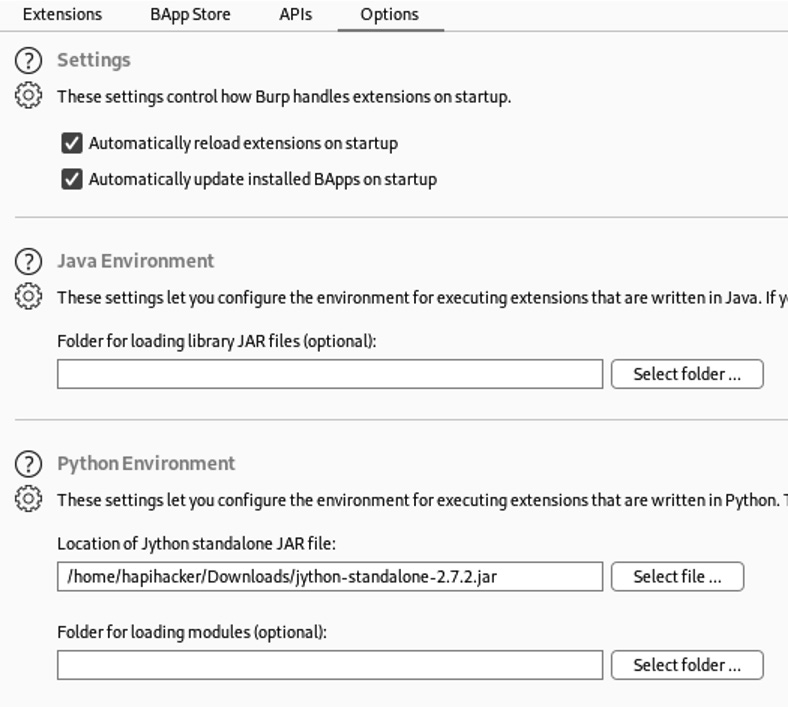 Extensions BApp Store APIs Options
? Settings
These settings control how Burp handles extensions on startup.
Automatically reload extensions on startup
Automatically update installed BApps on startup
? Java Environment
These settings let you configure the environment for executing extensions that are written in Java. If y
Folder for loading library JAR files (optional):
Select folder ...
? Python Environment
These settings let you configure the environment for executing extensions that are written in Python. T
Location of Jython standalone JAR file:
/home/hapihacker/Downloads/jython-standalone-2.7.2.jar Select file ...
Folder for loading modules (optional):
Select folder ...